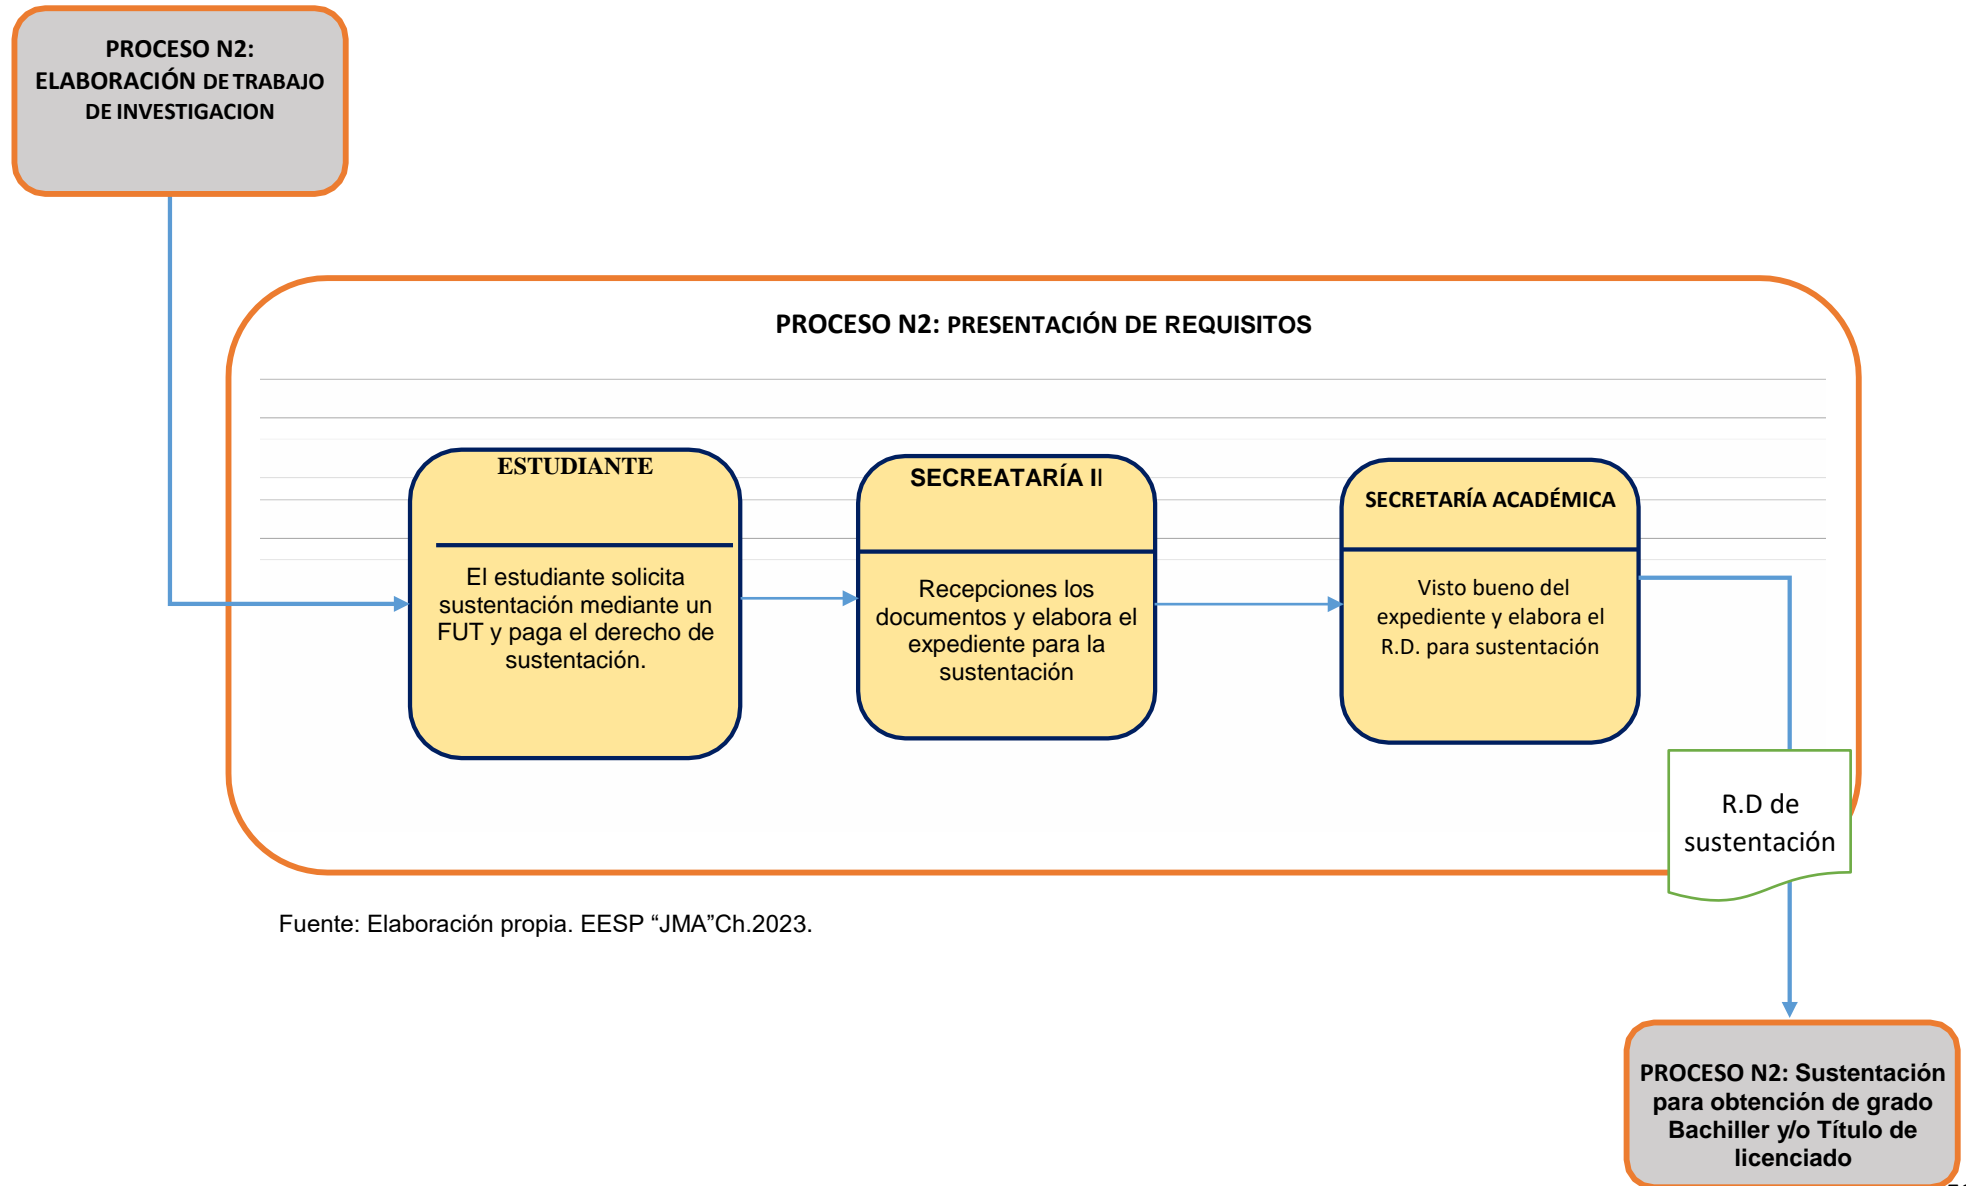 PROCESO N2:
ELABORACIÓN DE TRABAJO
DE INVESTIGACION
PROCESO N2: PRESENTACIÓN DE REQUISITOS
ESTUDIANTE
El estudiante solicita
sustentación mediante un
FUT y paga el derecho de
sustentación.
SECREATARÍA II
Recepciones los
documentos y elabora el
expediente para la
sustentación
SECRETARÍA ACADÉMICA
Visto bueno del
expediente y elabora el
R.D. para sustentación
R.D de
sustentación
Fuente: Elaboración propia. EESP “JMA”Ch.2023.
PROCESO N2: Sustentación
para obtención de grado
Bachiller y/o Título de
licenciado